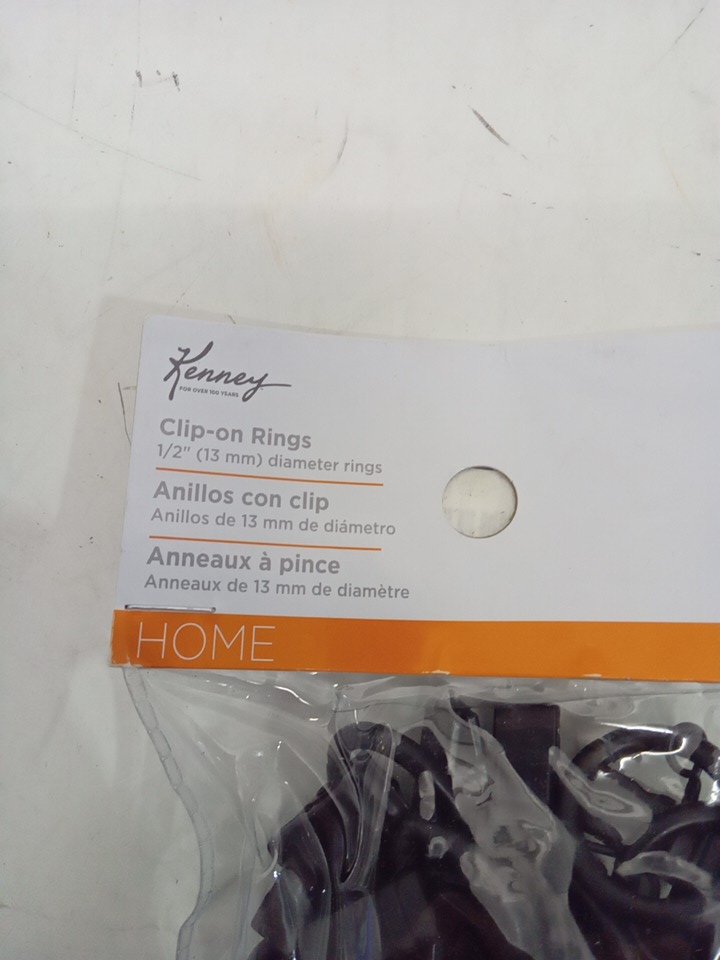 Kenney
FOR OVER 100 YEARS
Clip-on Rings
1/2" (13 mm) diameter rings
Anillos con clip
Anillos de 13 mm de diámetro
Anneaux à pince
Anneaux de 13 mm de diamètre
HOME